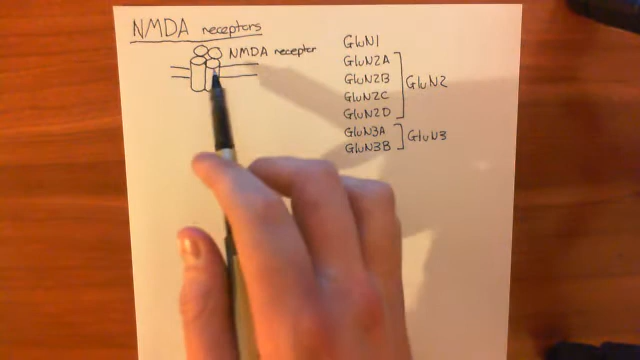 NMDA receptors
NMDA receptor
GluN1
GluN2A
GluN2B
GluN2C
GluN2D
GluN2
GluN3A
GluN3B
GluN3